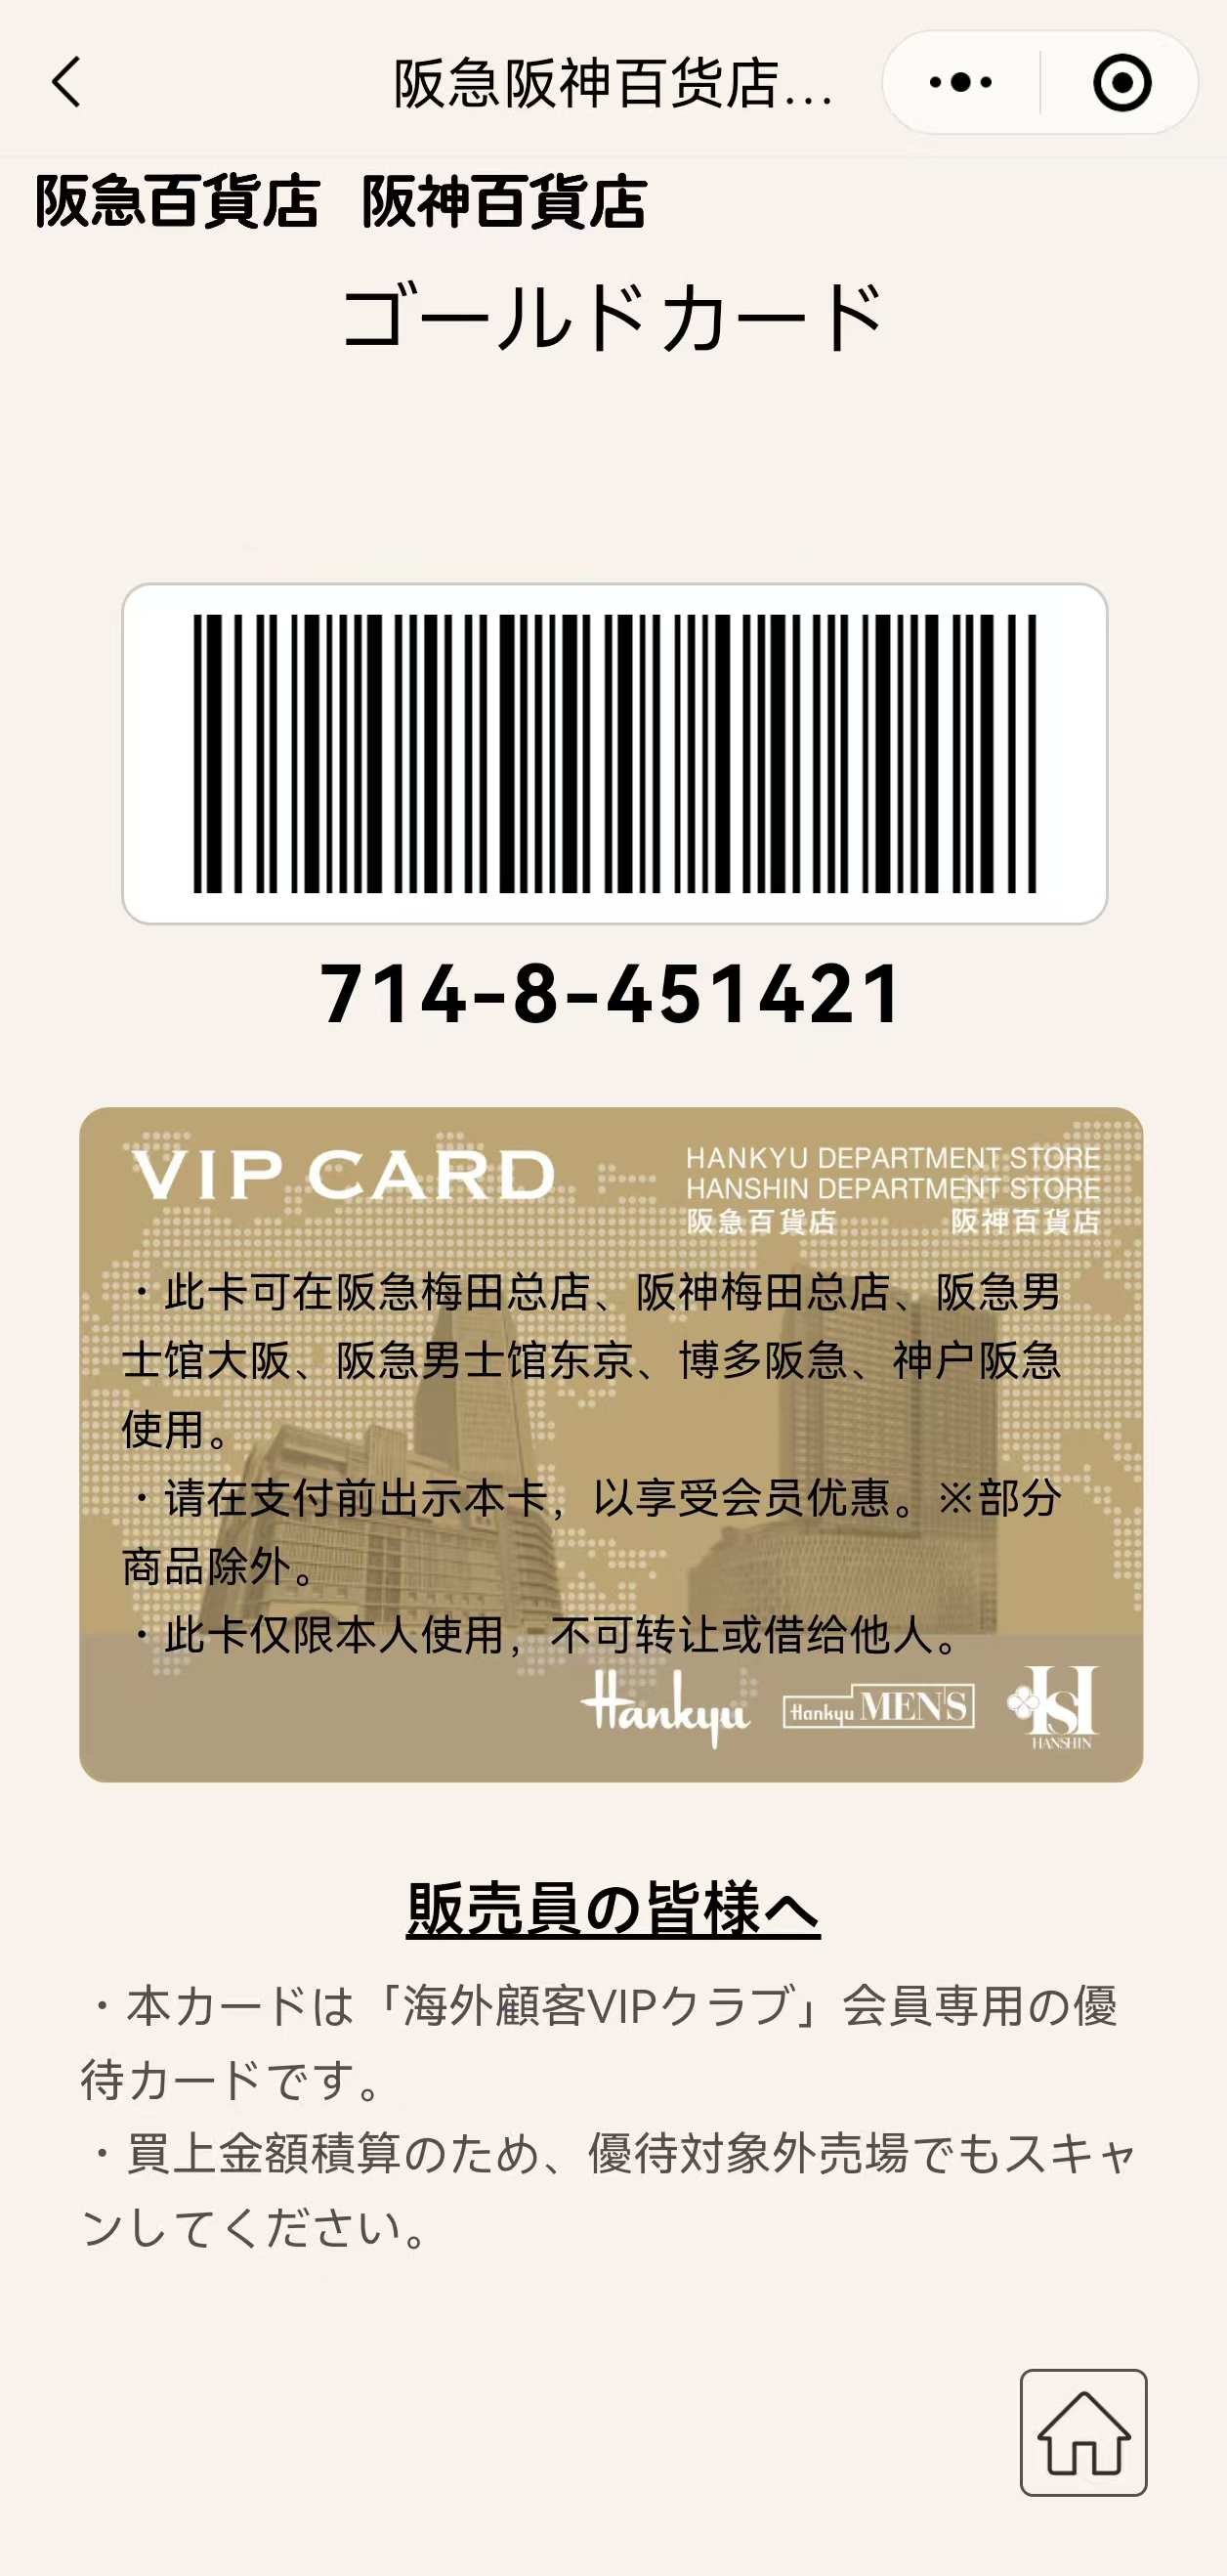 阪急阪神百货店...
阪急百貨店 阪神百貨店
ゴールドカード
714-8-451421
VIP CARD
HANKYU DEPARTMENT STORE
HANSHIN DEPARTMENT STORE
阪急百貨店 阪神百貨店
・此卡可在阪急梅田总店、阪神梅田总店、阪急男
士馆大阪、阪急男士馆东京、博多阪急、神户阪急
使用。
・请在支付前出示本卡，以享受会员优惠。※部分
商品除外。
・此卡仅限本人使用，不可转让或借给他人。
Hankyu Hankyu MEN'S HANSHIN
販売員の皆様へ
・本カードは「海外顧客VIPクラブ」会員専用の優
待カードです。
・買上金額積算のため、優待対象外売場でもスキャ
ンしてください。